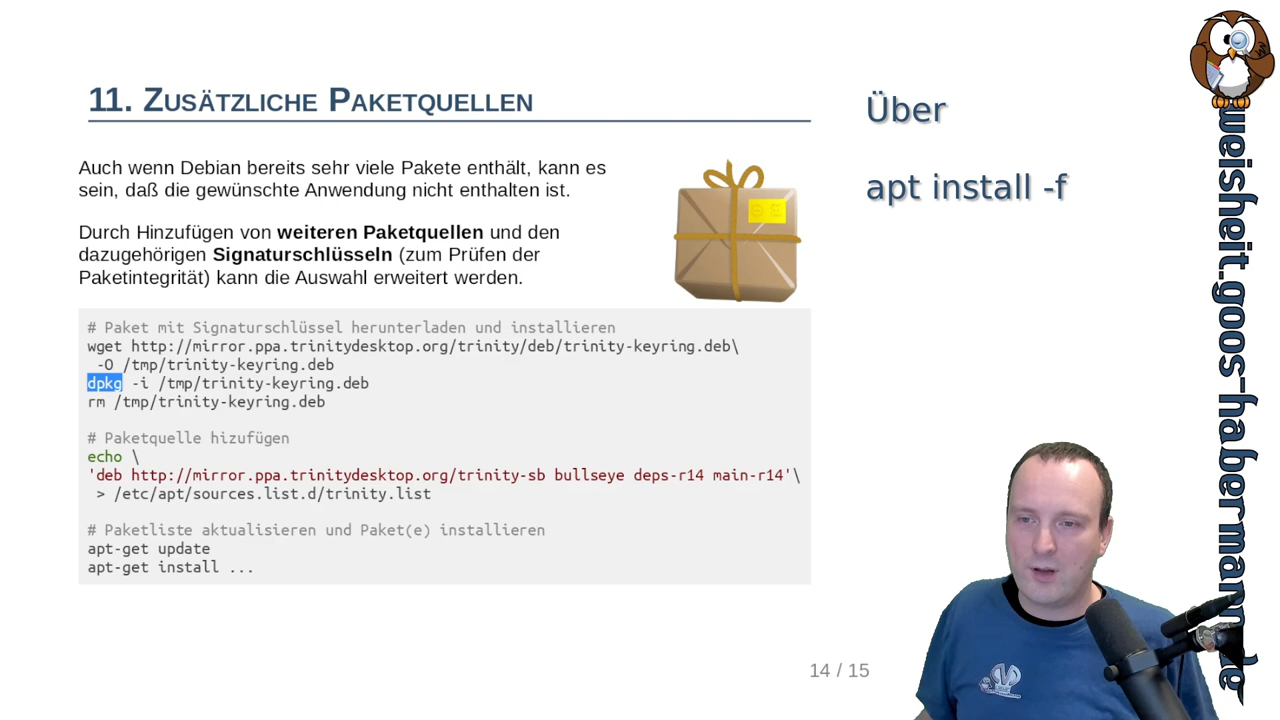 11. Zusätzliche Paketquellen
Auch wenn Debian bereits sehr viele Pakete enthält, kann es
sein, daß die gewünschte Anwendung nicht enthalten ist.
Durch Hinzufügen von weiteren Paketquellen und den
dazugehörigen Signaturschlüsseln (zum Prüfen der
Paketintegrität) kann die Auswahl erweitert werden.
# Paket mit Signaturschlüssel herunterladen und installieren
wget http://mirror.ppa.trinitydesktop.org/trinity/deb/trinity-keyring.deb\
-O /tmp/trinity-keyring.deb
dpkg -i /tmp/trinity-keyring.deb
rm /tmp/trinity-keyring.deb
# Paketquelle hizufügen
echo \
'deb http://mirror.ppa.trinitydesktop.org/trinity-sb bullseye deps-r14 main-r14'\
> /etc/apt/sources.list.d/trinity.list
# Paketliste aktualisieren und Paket(e) installieren
apt-get update
apt-get install ...
14 / 15
Über
apt install -f
weisheit.goos-habermann.de